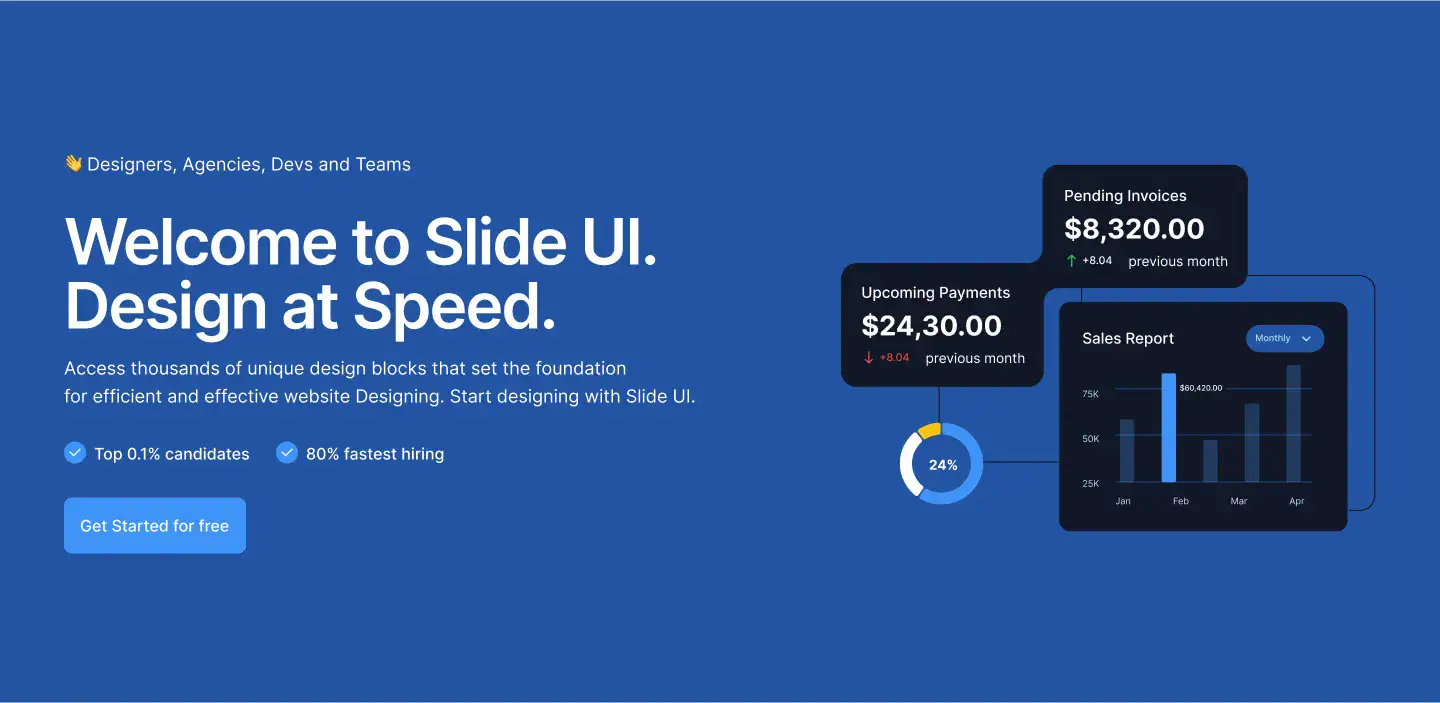 👋 Designers, Agencies, Devs and Teams
Welcome to Slide UI.
Design at Speed.
Access thousands of unique design blocks that set the foundation
for efficient and effective website Designing. Start designing with Slide UI.
Top 0.1% candidates
80% fastest hiring
Get Started for free
Pending Invoices
$8,320.00
+8.04 previous month
Upcoming Payments
$24,30.00
+8.04 previous month
24%
Sales Report
Monthly
75K
$60,420.00
50K
25K
Jan Feb Mar Apr